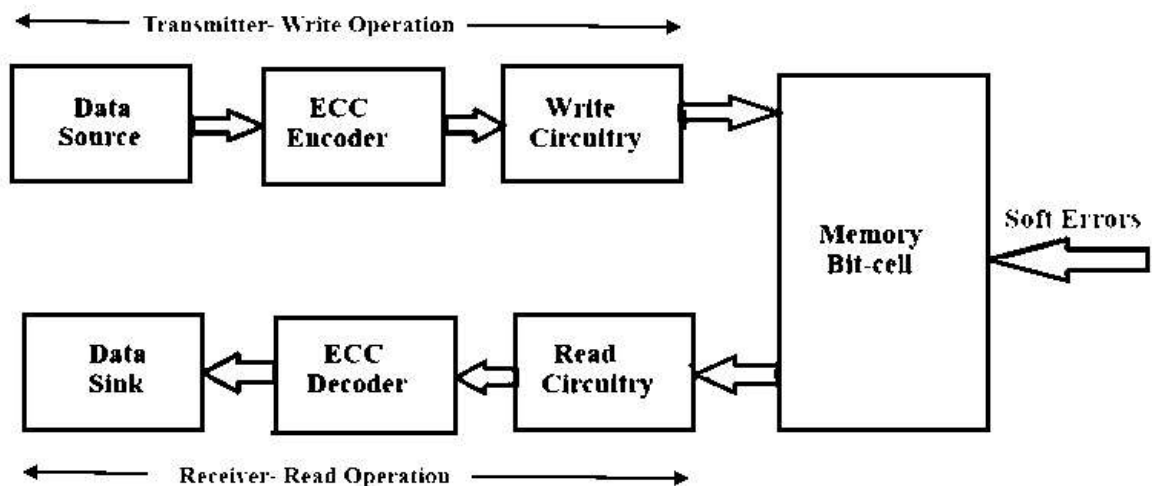 Transmitter- Write Operation
Data
Source
ECC
Encoder
Write
Circuitry
Memory
Bit-cell
Soft Errors
Data
Sink
ECC
Decoder
Read
Circuitry
Receiver- Read Operation